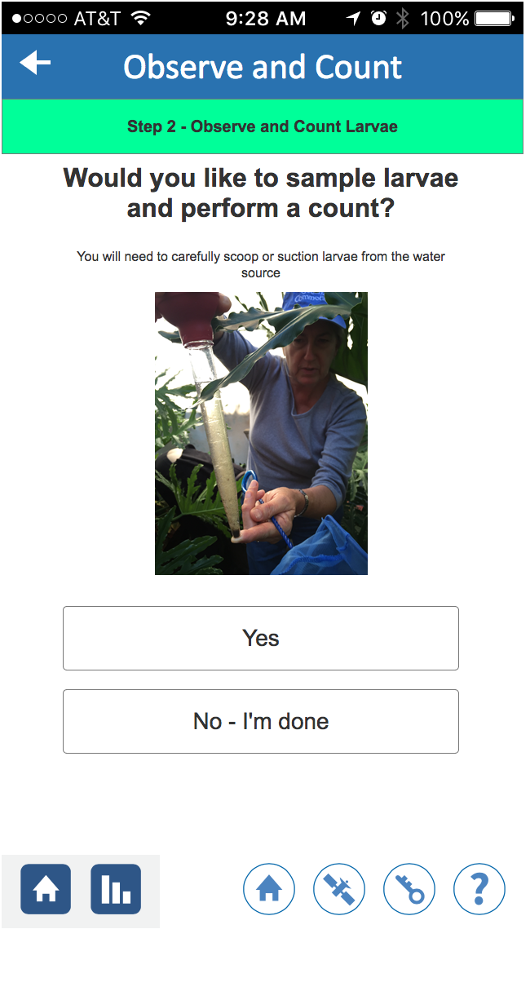 AT&T 9:28 AM 100%
Observe and Count
Step 2 - Observe and Count Larvae
Would you like to sample larvae
and perform a count?
You will need to carefully scoop or suction larvae from the water
source
Yes
No - I'm done
?